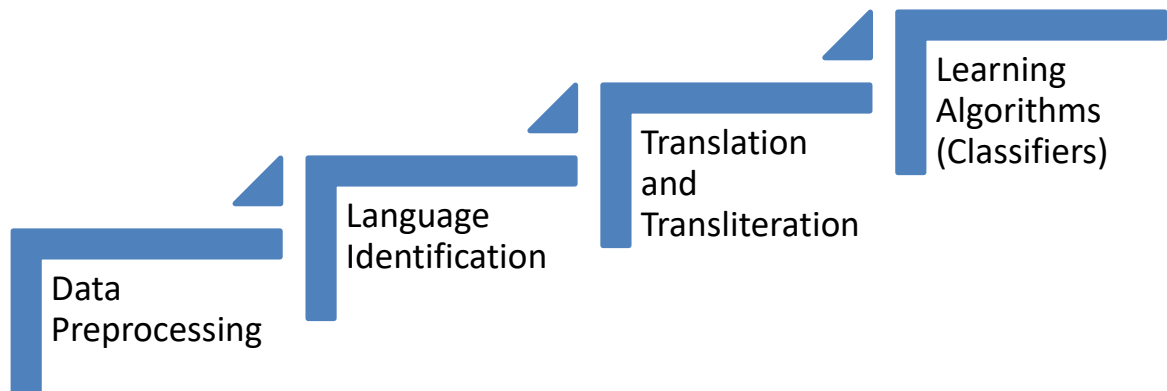 Data
Preprocessing
Language
Identification
Translation
and
Transliteration
Learning
Algorithms
(Classifiers)